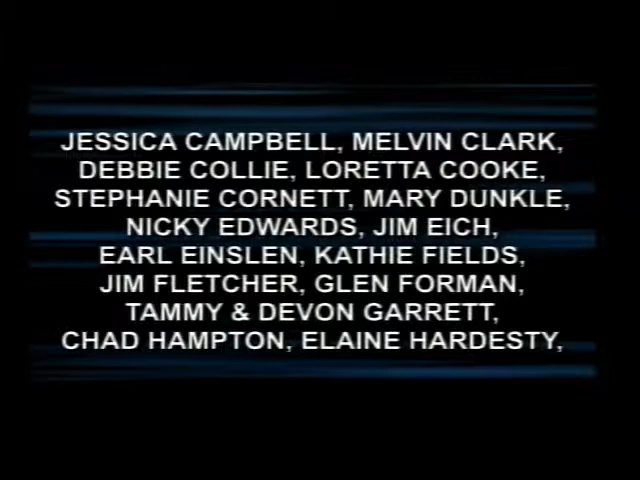 JESSICA CAMPBELL, MELVIN CLARK,
DEBBIE COLLIE, LORETTA COOKE,
STEPHANIE CORNETT, MARY DUNKLE,
NICKY EDWARDS, JIM EICH,
EARL EINSLEN, KATHIE FIELDS,
JIM FLETCHER, GLEN FORMAN,
TAMMY & DEVON GARRETT,
CHAD HAMPTON, ELAINE HARDESTY,